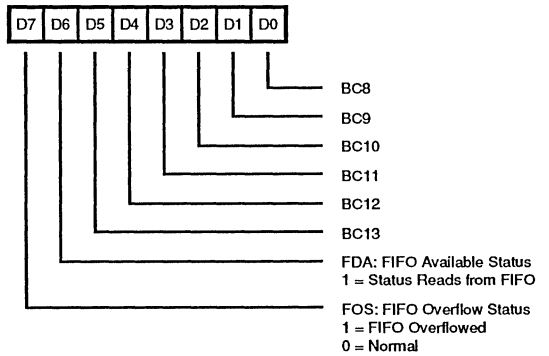 D7 D6 D5 D4 D3 D2 D1 D0
BC8
BC9
BC10
BC11
BC12
BC13
FDA: FIFO Available Status
1 = Status Reads from FIFO
FOS: FIFO Overflow Status
1 = FIFO Overflowed
0 = Normal